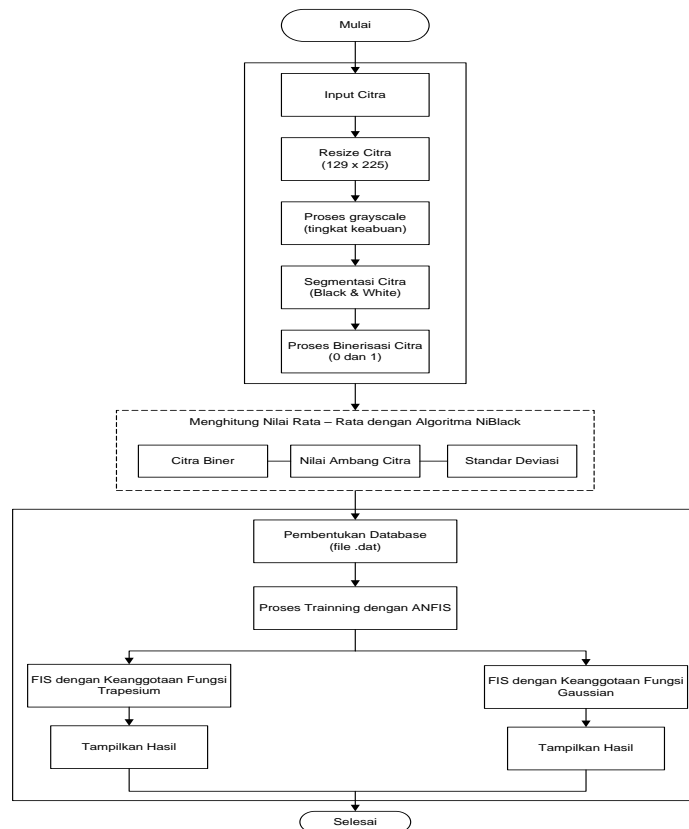 Mulai
Input Citra
Resize Citra
(129 x 225)
Proses grayscale
(tingkat keabuan)
Segmentasi Citra
(Black & White)
Proses Binerisasi Citra
(0 dan 1)
Menghitung Nilai Rata – Rata dengan Algoritma NiBlack
Citra Biner
Nilai Ambang Citra
Standar Deviasi
Pembentukan Database
(file .dat)
Proses Trainning dengan ANFIS
FIS dengan Keanggotaan Fungsi
Trapesium
FIS dengan Keanggotaan Fungsi
Gaussian
Tampilkan Hasil
Tampilkan Hasil
Selesai